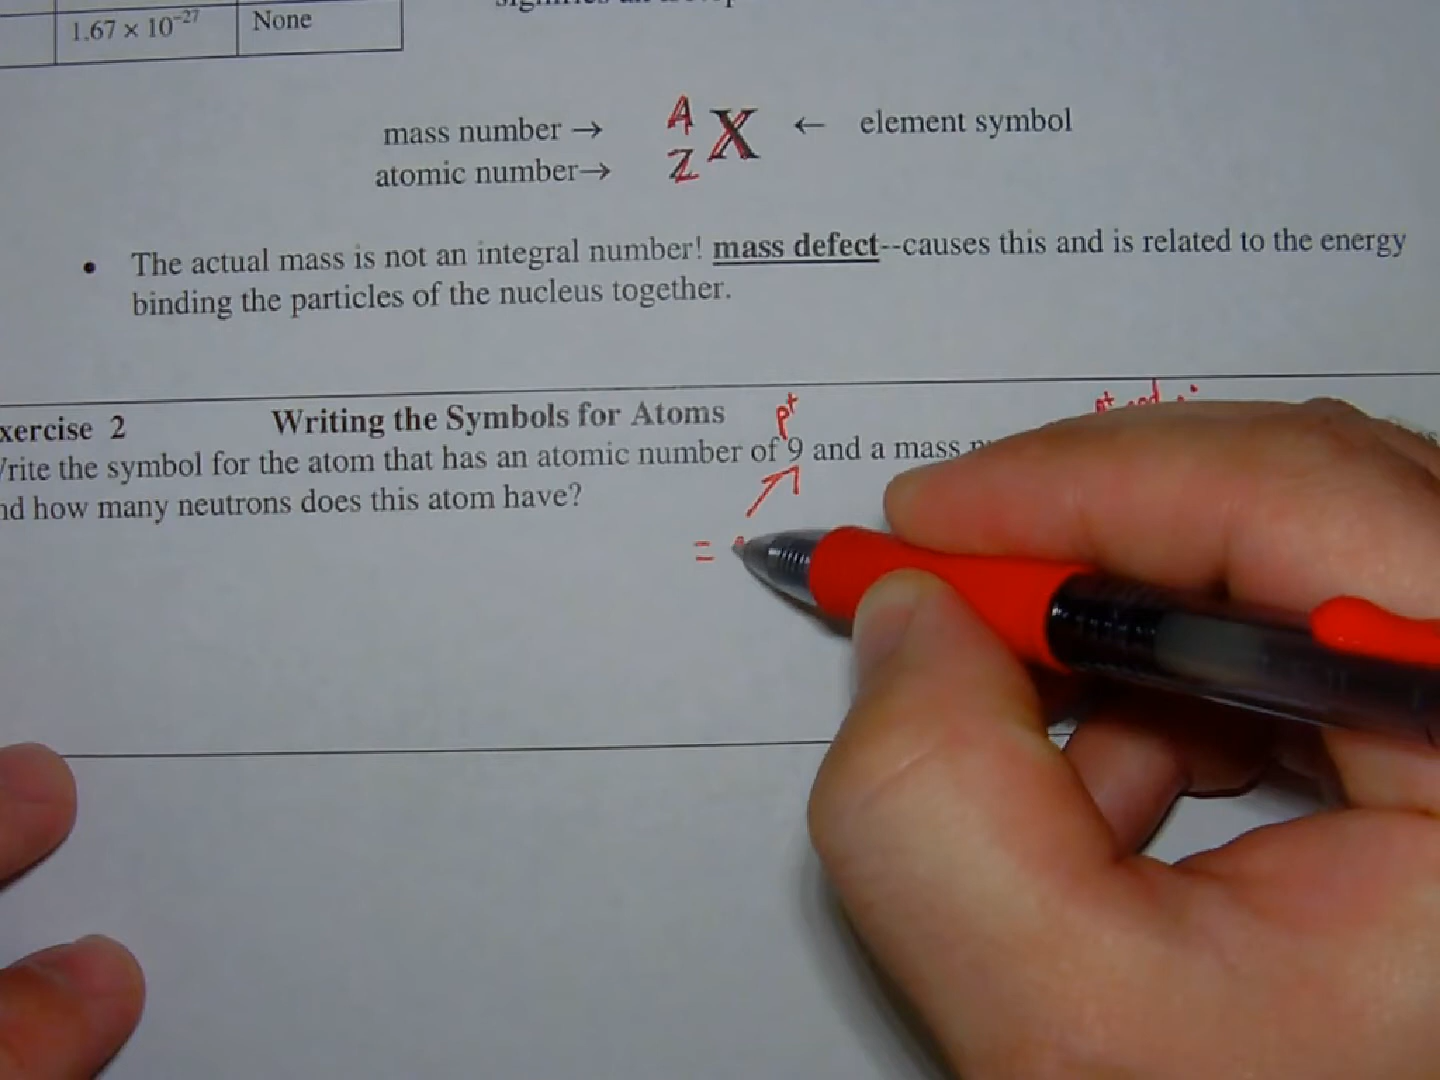 1.67 × 10⁻²⁷ None
mass number → A X ← element symbol
atomic number→ Z
• The actual mass is not an integral number! mass defect--causes this and is related to the energy
binding the particles of the nucleus together.
p⁺ p⁺ and
xercise 2 Writing the Symbols for Atoms
rite the symbol for the atom that has an atomic number of 9 and a mass
nd how many neutrons does this atom have?
=